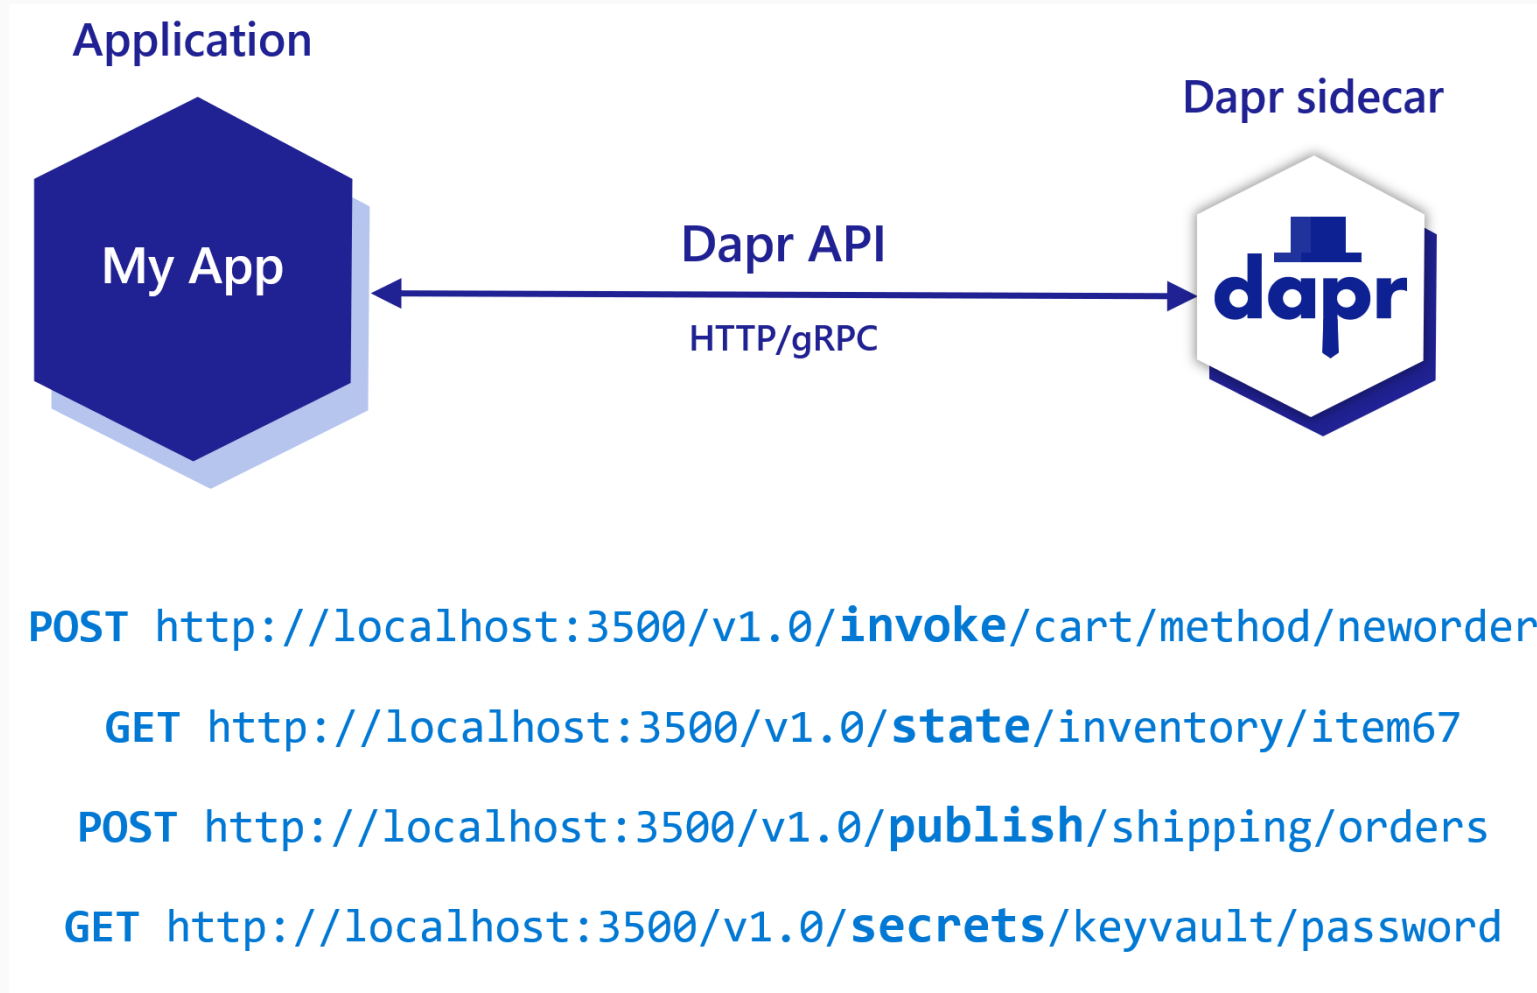 Application
Dapr sidecar
My App
Dapr API
HTTP/gRPC
dapr
POST http://localhost:3500/v1.0/invoke/cart/method/neworder
GET http://localhost:3500/v1.0/state/inventory/item67
POST http://localhost:3500/v1.0/publish/shipping/orders
GET http://localhost:3500/v1.0/secrets/keyvault/password